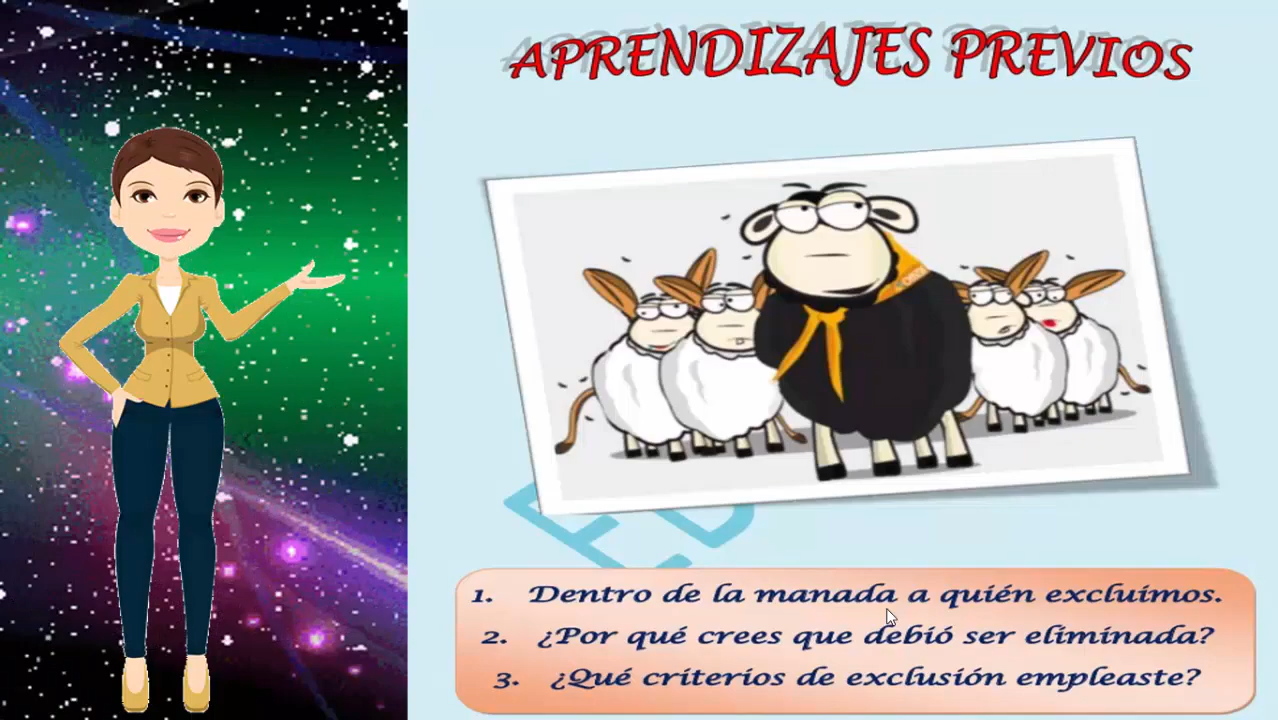 APRENDIZAJES PREVIOS
ED
1. Dentro de la manada a quién excluimos.
2. ¿Por qué crees que debió ser eliminada?
3. ¿Qué criterios de exclusión empleaste?